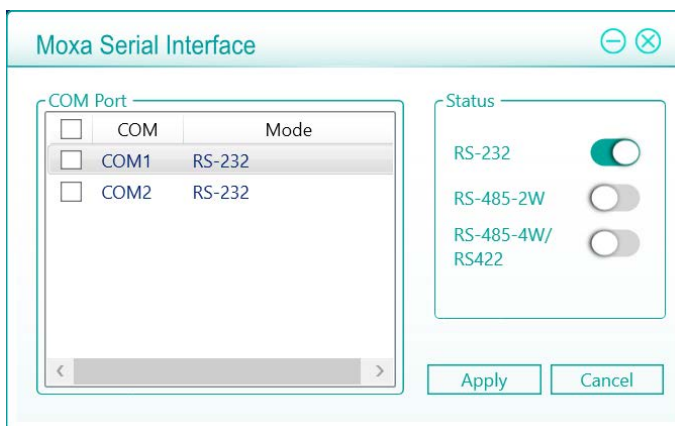 Moxa Serial Interface
COM Port
COM Mode
COM1 RS-232
COM2 RS-232
Status
RS-232
RS-485-2W
RS-485-4W/
RS422
Apply Cancel